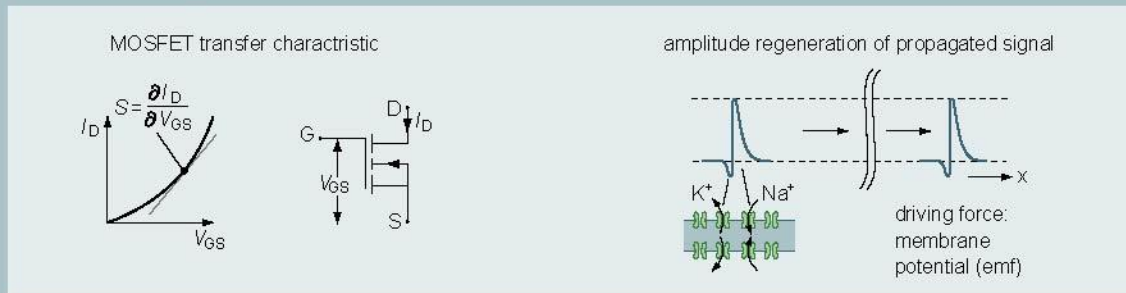 MOSFET transfer charactristic
S=∂I_D/∂V_GS
I_D
V_GS
D
I_D
G
V_GS
S
amplitude regeneration of propagated signal
x
K⁺
Na⁺
driving force:
membrane
potential (emf)